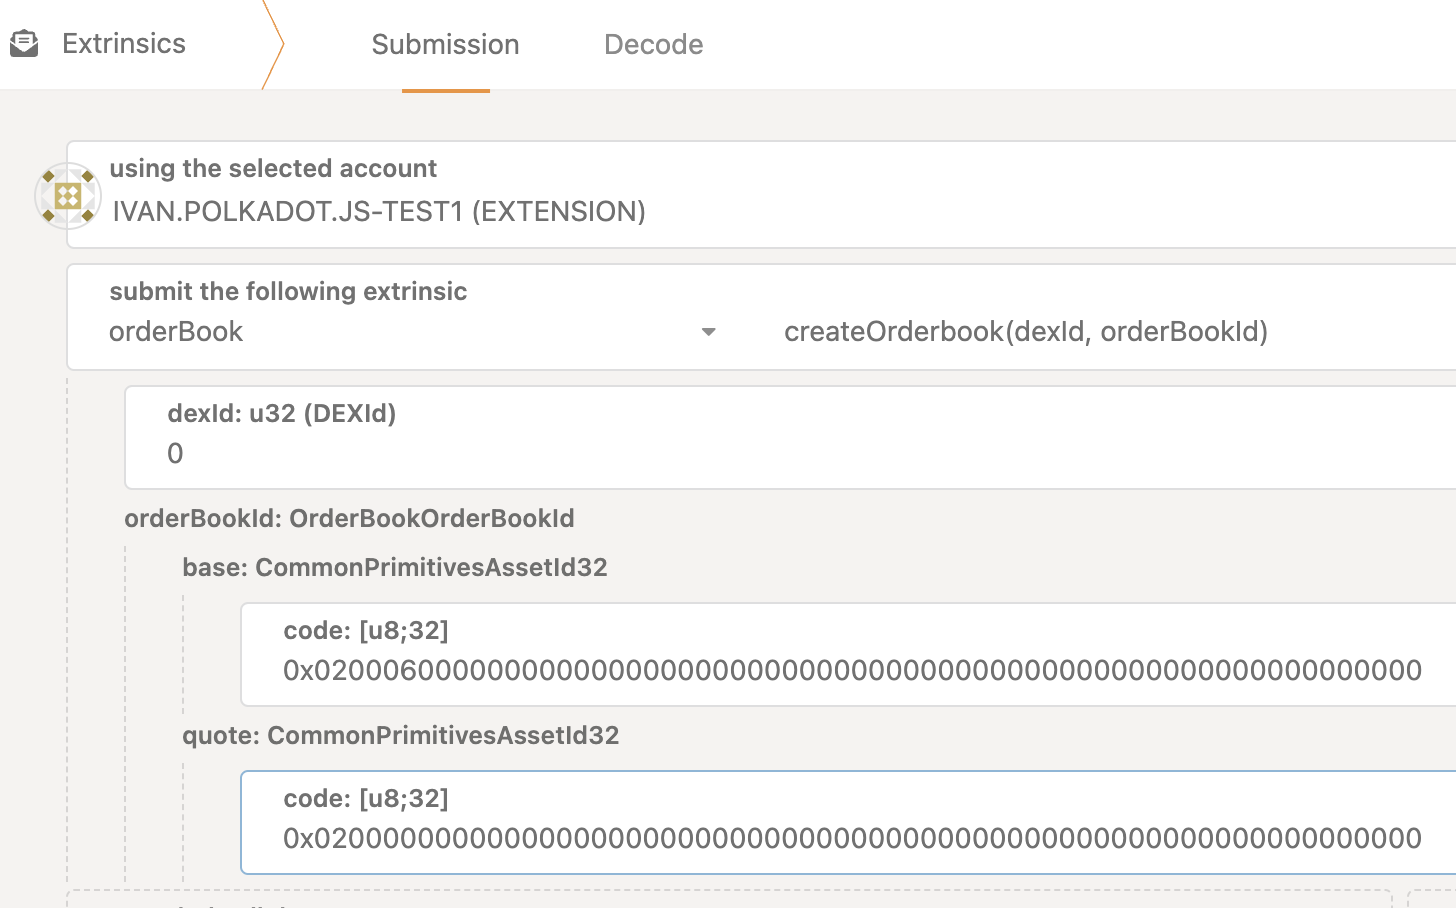 Extrinsics
Submission
Decode
using the selected account
IVAN.POLKADOT.JS-TEST1 (EXTENSION)
submit the following extrinsic
orderBook
createOrderbook(dexId, orderBookId)
dexId: u32 (DEXId)
0
orderBookId: OrderBookOrderBookId
base: CommonPrimitivesAssetId32
code: [u8;32]
0x0200060000000000000000000000000000000000000000000000000000000000
quote: CommonPrimitivesAssetId32
code: [u8;32]
0x0200000000000000000000000000000000000000000000000000000000000000